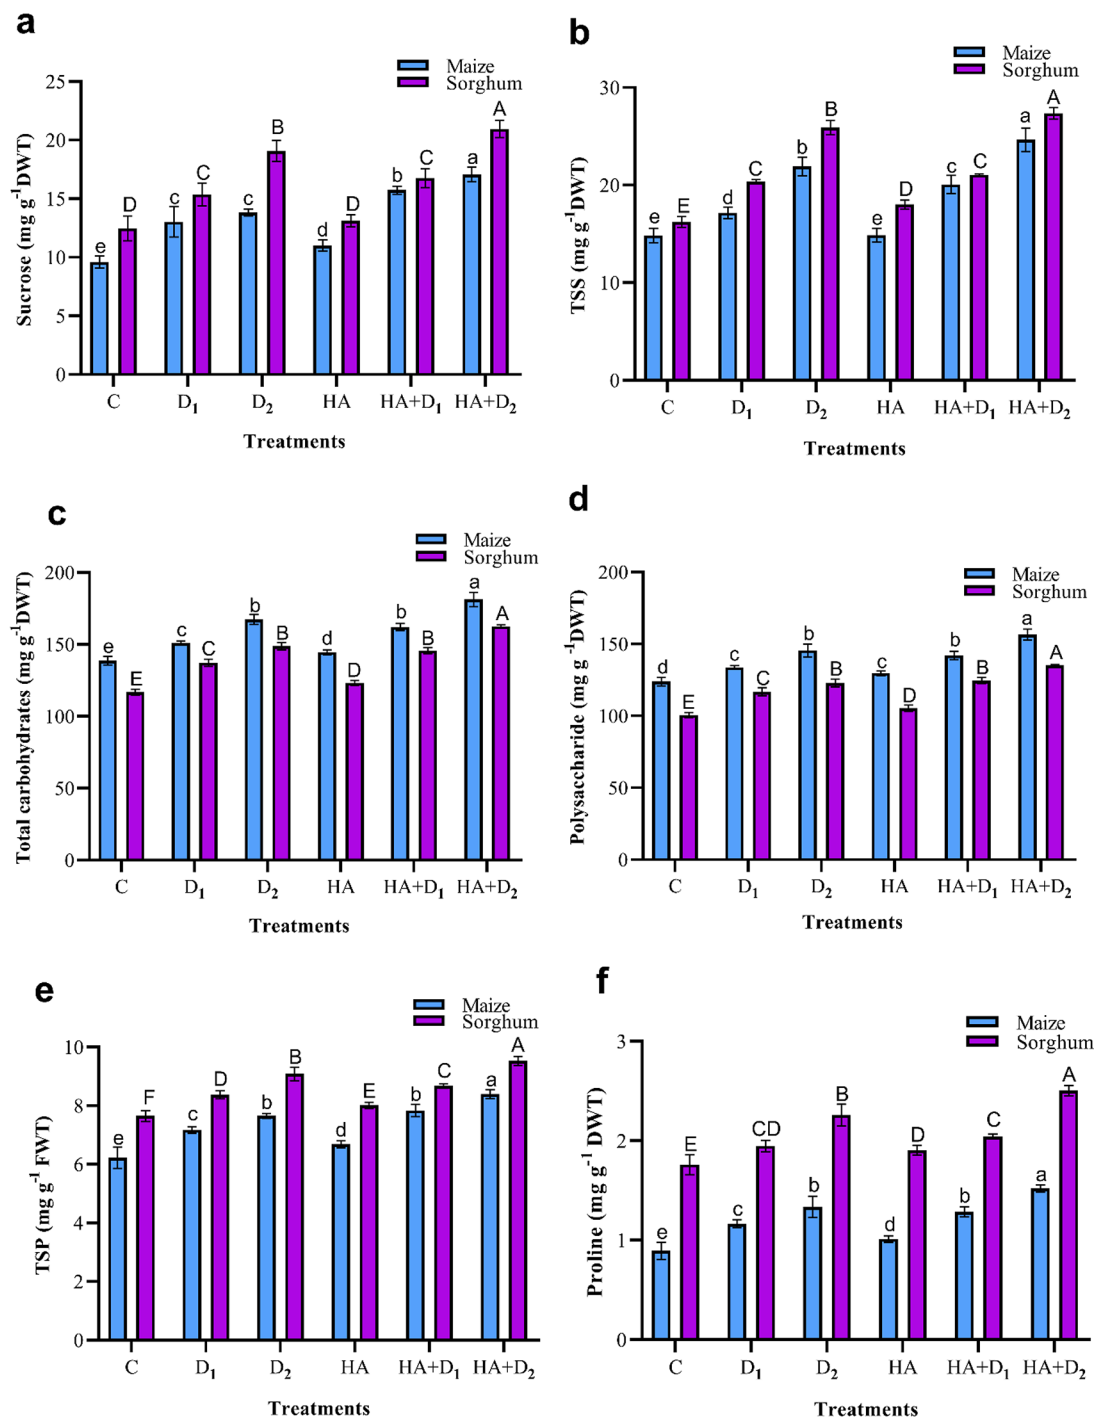 a
Maize
Sorghum
Sucrose (mg g⁻¹DWT)
25
20
15
10
5
0
e D c C c B d D b C a A
C D₁ D₂ HA HA+D₁ HA+D₂
Treatments
b
Maize
Sorghum
TSS (mg g⁻¹DWT)
30
20
10
0
e E d C b B e D c C a A
C D₁ D₂ HA HA+D₁ HA+D₂
Treatments
c
Maize
Sorghum
Total carbohydrates (mg g⁻¹DWT)
200
150
100
50
0
e E c C b B d D b B a A
C D₁ D₂ HA HA+D₁ HA+D₂
Treatments
d
Maize
Sorghum
Polysaccharide (mg g⁻¹DWT)
200
150
100
50
0
d E c C b B c D b B a A
C D₁ D₂ HA HA+D₁ HA+D₂
Treatments
e
Maize
Sorghum
TSP (mg g⁻¹ FWT)
10
8
6
4
2
0
e F c D b B d E b C a A
C D₁ D₂ HA HA+D₁ HA+D₂
Treatments
f
Maize
Sorghum
Proline (mg g⁻¹ DWT)
3
2
1
0
e E c CD b B d D b C a A
C D₁ D₂ HA HA+D₁ HA+D₂
Treatments